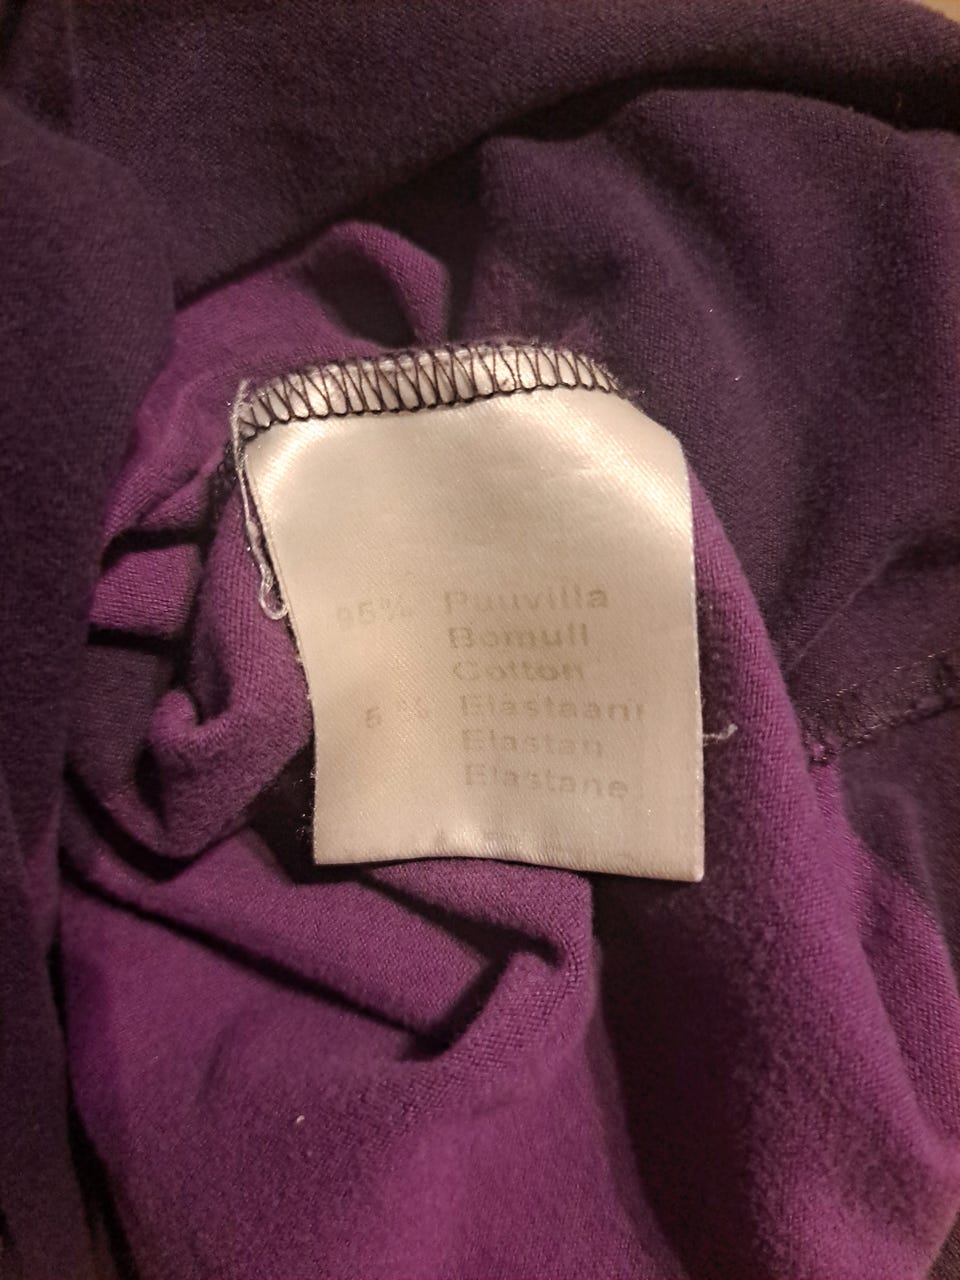 95% Puuvilla
Bomull
Cotton
5 % Elastaani
Elastan
Elastane